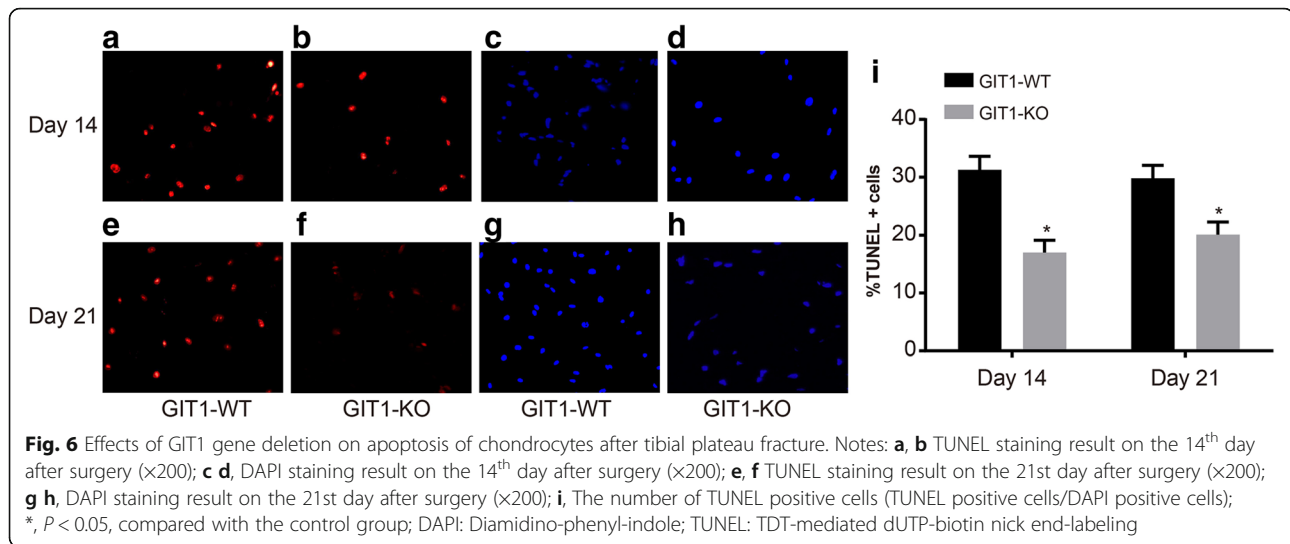 a b c d
i
GIT1-WT
GIT1-KO
Day 14
40
30
20
10
0
%TUNEL + cells
*
*
Day 14 Day 21
e f g h
Day 21
GIT1-WT GIT1-KO GIT1-WT GIT1-KO
Fig. 6 Effects of GIT1 gene deletion on apoptosis of chondrocytes after tibial plateau fracture. Notes: a, b TUNEL staining result on the 14th day
after surgery (×200); c d, DAPI staining result on the 14th day after surgery (×200); e, f TUNEL staining result on the 21st day after surgery (×200);
g h, DAPI staining result on the 21st day after surgery (×200); i, The number of TUNEL positive cells (TUNEL positive cells/DAPI positive cells);
*, P < 0.05, compared with the control group; DAPI: Diamidino-phenyl-indole; TUNEL: TDT-mediated dUTP-biotin nick end-labeling